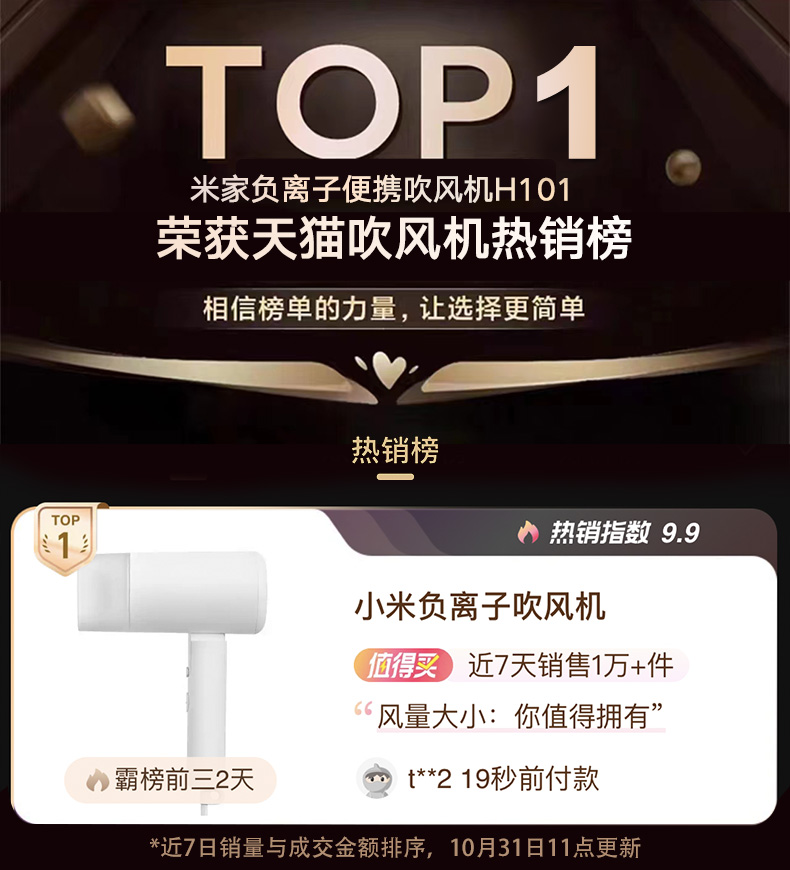 TOP1
米家负离子便携吹风机H101
荣获天猫吹风机热销榜
相信榜单的力量，让选择更简单
热销榜
TOP
1
热销指数 9.9
小米负离子吹风机
值得买 近7天销售1万+件
“风量大小：你值得拥有”
霸榜前三2天
t**2 19秒前付款
*近7日销量与成交金额排序，10月31日11点更新